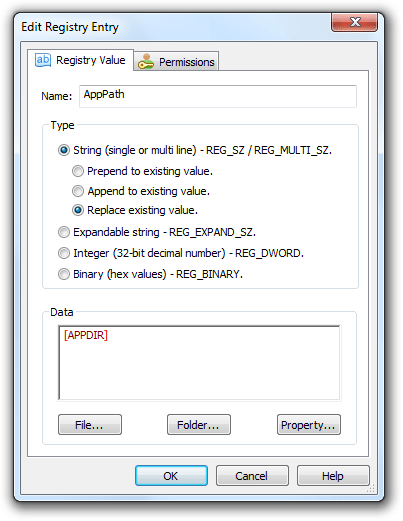 Edit Registry Entry
ab Registry Value Permissions
Name: AppPath
Type
String (single or multi line) - REG_SZ / REG_MULTI_SZ.
Prepend to existing value.
Append to existing value.
Replace existing value.
Expandable string - REG_EXPAND_SZ.
Integer (32-bit decimal number) - REG_DWORD.
Binary (hex values) - REG_BINARY.
Data
[APPDIR]
File... Folder... Property...
OK Cancel Help